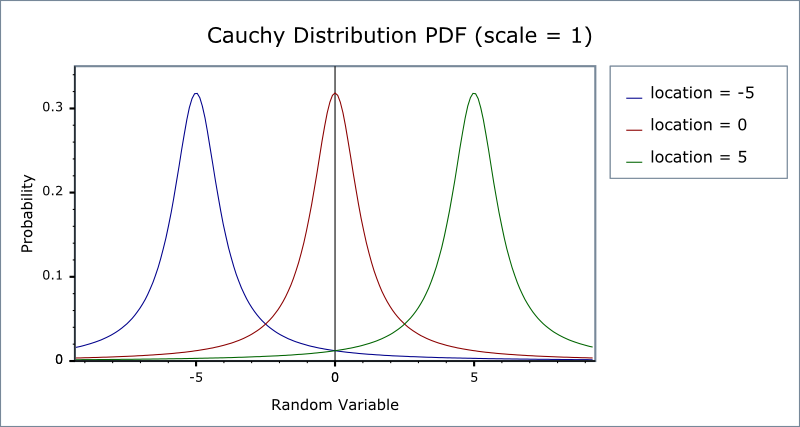 Cauchy Distribution PDF (scale = 1)
location = -5
location = 0
location = 5
0.3
0.2
0.1
0
Probability
-5
0
5
Random Variable